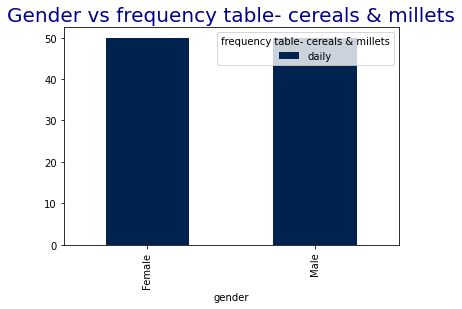 Gender vs frequency table- cereals & millets
frequency table- cereals & millets
daily
50
40
30
20
10
0
Female
Male
gender